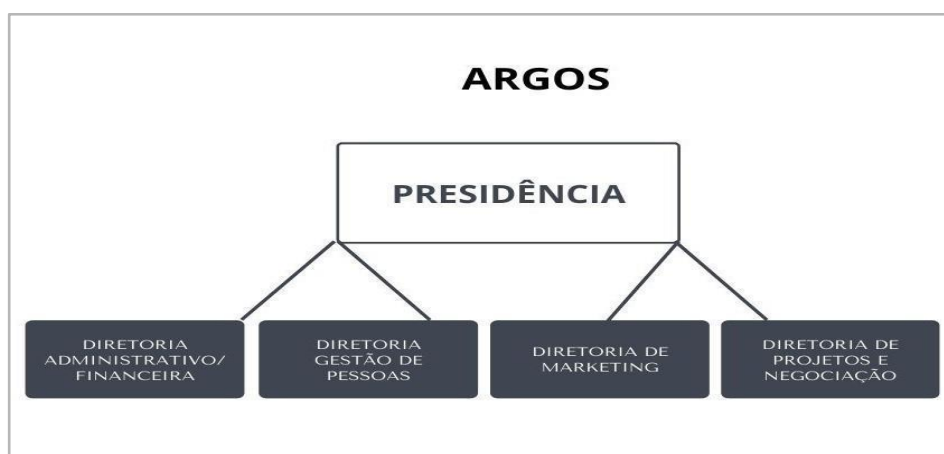 ARGOS
PRESIDÊNCIA
DIRETORIA
ADMINISTRATIVO/
FINANCEIRA
DIRETORIA
GESTÃO DE
PESSOAS
DIRETORIA DE
MARKETING
DIRETORIA DE
PROJETOS E
NEGOCIAÇÃO